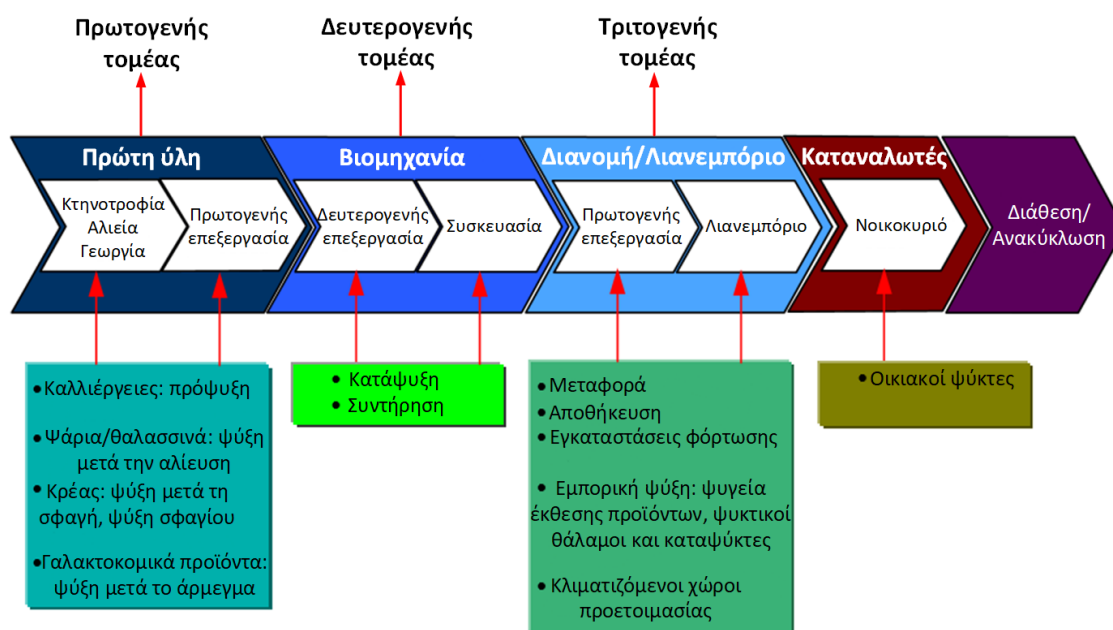 Πρωτογενής
τομέας
Δευτερογενής
τομέας
Τριτογενής
τομέας
Πρώτη ύλη
Βιομηχανία
Διανομή/Λιανεμπόριο
Καταναλωτές
Κτηνοτροφία
Αλιεία
Γεωργία
Πρωτογενής
επεξεργασία
Δευτερογενής
επεξεργασία
Συσκευασία
Πρωτογενής
επεξεργασία
Λιανεμπόριο
Νοικοκυριό
Διάθεση/
Ανακύκλωση
• Καλλιέργειες: πρόψυξη
• Ψάρια/θαλασσινά: ψύξη
μετά την αλίευση
• Κρέας: ψύξη μετά τη
σφαγή, ψύξη σφαγίου
• Γαλακτοκομικά προϊόντα:
ψύξη μετά το άρμεγμα
• Κατάψυξη
• Συντήρηση
• Μεταφορά
• Αποθήκευση
• Εγκαταστάσεις φόρτωσης
• Εμπορική ψύξη: ψυγεία
έκθεσης προϊόντων, ψυκτικοί
θάλαμοι και καταψύκτες
• Κλιματιζόμενοι χώροι
προετοιμασίας
• Οικιακοί ψύκτες